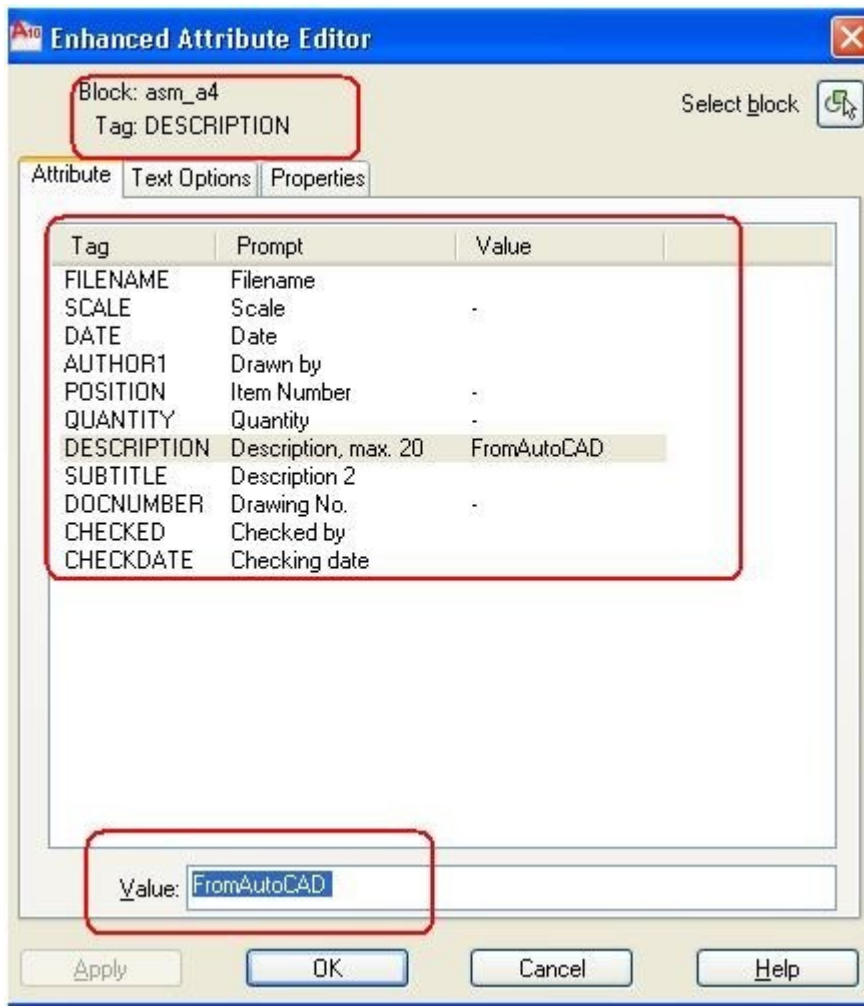 A10 Enhanced Attribute Editor
Block: asm_a4
Select block
Tag: DESCRIPTION
Attribute Text Options Properties
Tag Prompt Value
FILENAME Filename
SCALE Scale -
DATE Date
AUTHOR1 Drawn by
POSITION Item Number -
QUANTITY Quantity -
DESCRIPTION Description, max. 20 FromAutoCAD
SUBTITLE Description 2
DOCNUMBER Drawing No. -
CHECKED Checked by
CHECKDATE Checking date
Value: FromAutoCAD
Apply OK Cancel Help